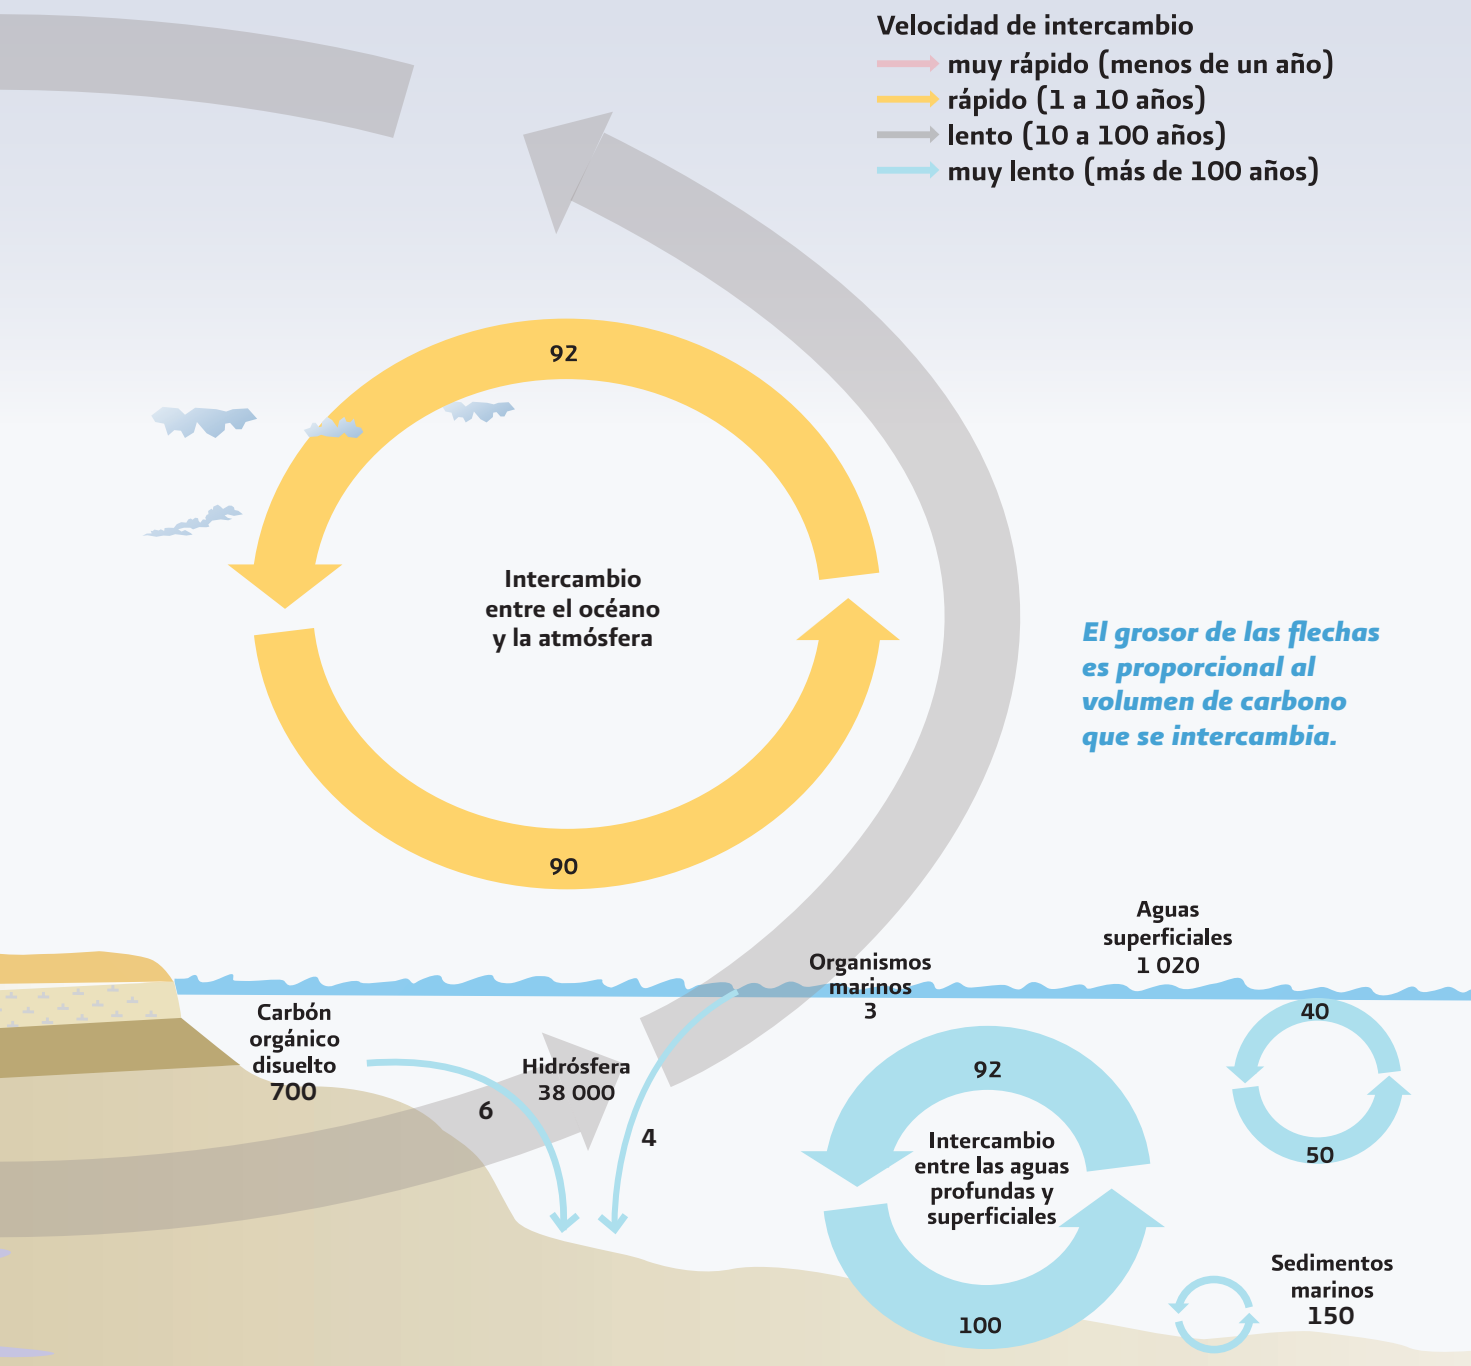 Velocidad de intercambio
muy rápido (menos de un año)
rápido (1 a 10 años)
lento (10 a 100 años)
muy lento (más de 100 años)
92
Intercambio
entre el océano
y la atmósfera
El grosor de las flechas
es proporcional al
volumen de carbono
que se intercambia.
90
Aguas
superficiales
1 020
Organismos
marinos
3
Carbón
orgánico
disuelto
700
Hidrósfera
38 000
6
4
92
Intercambio
entre las aguas
profundas y
superficiales
100
40
50
Sedimentos
marinos
150